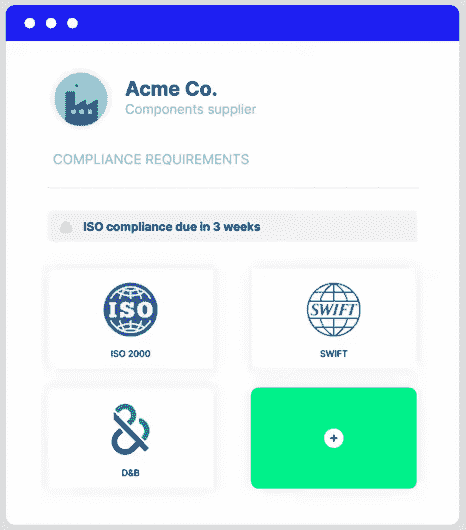 Acme Co.
Components supplier
COMPLIANCE REQUIREMENTS
ISO compliance due in 3 weeks
ISO
ISO 2000
SWIFT
SWIFT
D&B